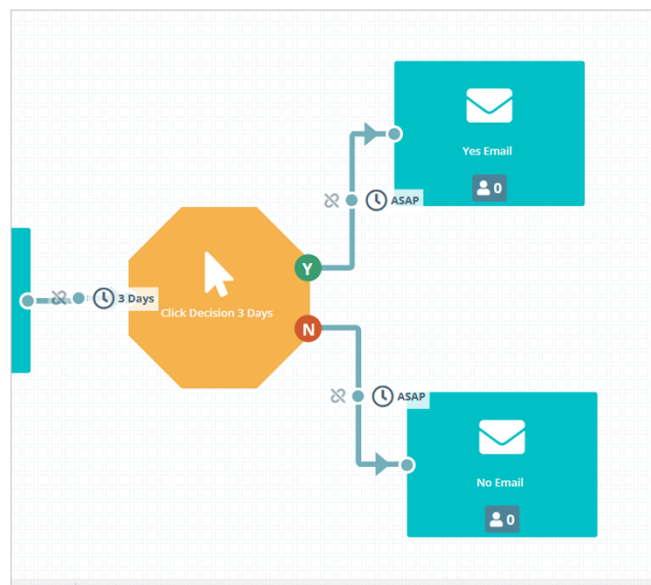 Yes Email
0
ASAP
Y
3 Days
Click Decision 3 Days
N
ASAP
No Email
0